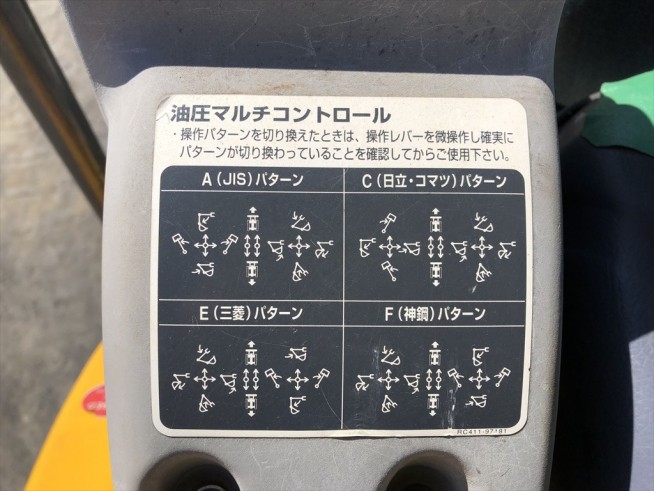 油圧マルチコントロール
・操作パターンを切り換えたときは、操作レバーを微操作し確実に
パターンが切り換わっていることを確認してからご使用下さい。
A（JIS）パターン
C（日立・コマツ）パターン
E（三菱）パターン
F（神鋼）パターン